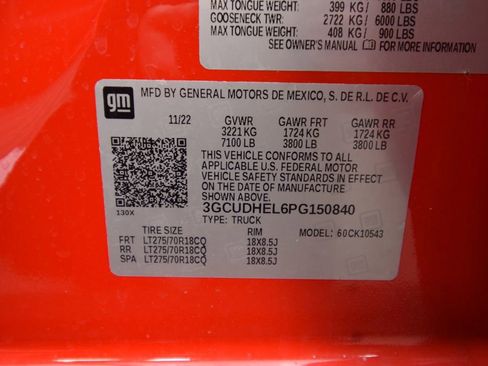 MAX TONGUE WEIGHT: 399 KG/ 880 LBS
GOOSENECK TWR: 2722 KG/ 6000 LBS
MAX TONGUE WEIGHT: 408 KG/ 900 LBS
SEE OWNER'S MANUAL FOR MORE
gm
MFD BY GENERAL MOTORS DE MEXICO, S. DE R.L. DE C.V.
11/22 GVWR GAWR FRT GAWR RR
3221 KG 1724 KG 1724 KG
7100 LB 3800 LB 3800 LB
THIS VEHICLE CONFORMS TO ALL
APPLICABLE U.S. FEDERAL MOTOR
VEHICLE SAFETY STANDARDS IN EFFECT
ON THE DATE OF MANUFACTURE SHOWN ABOVE.
3GCUDHEL6PG150840
130X
TYPE: TRUCK
TIRE SIZE RIM MODEL: 60CK10543
FRT LT275/70R18CQ 18X8.5J
RR LT275/70R18CQ 18X8.5J
SPA LT275/70R18CQ 18X8.5J